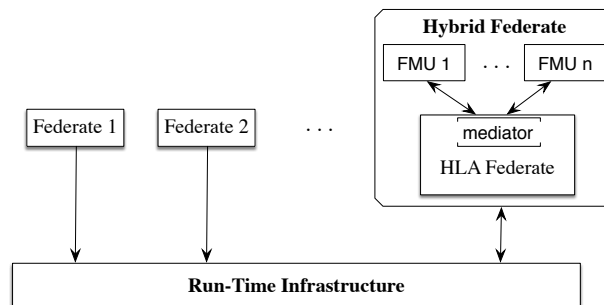 Hybrid Federate
FMU 1 . . . FMU n
Federate 1 Federate 2 . . . mediator
HLA Federate
Run-Time Infrastructure